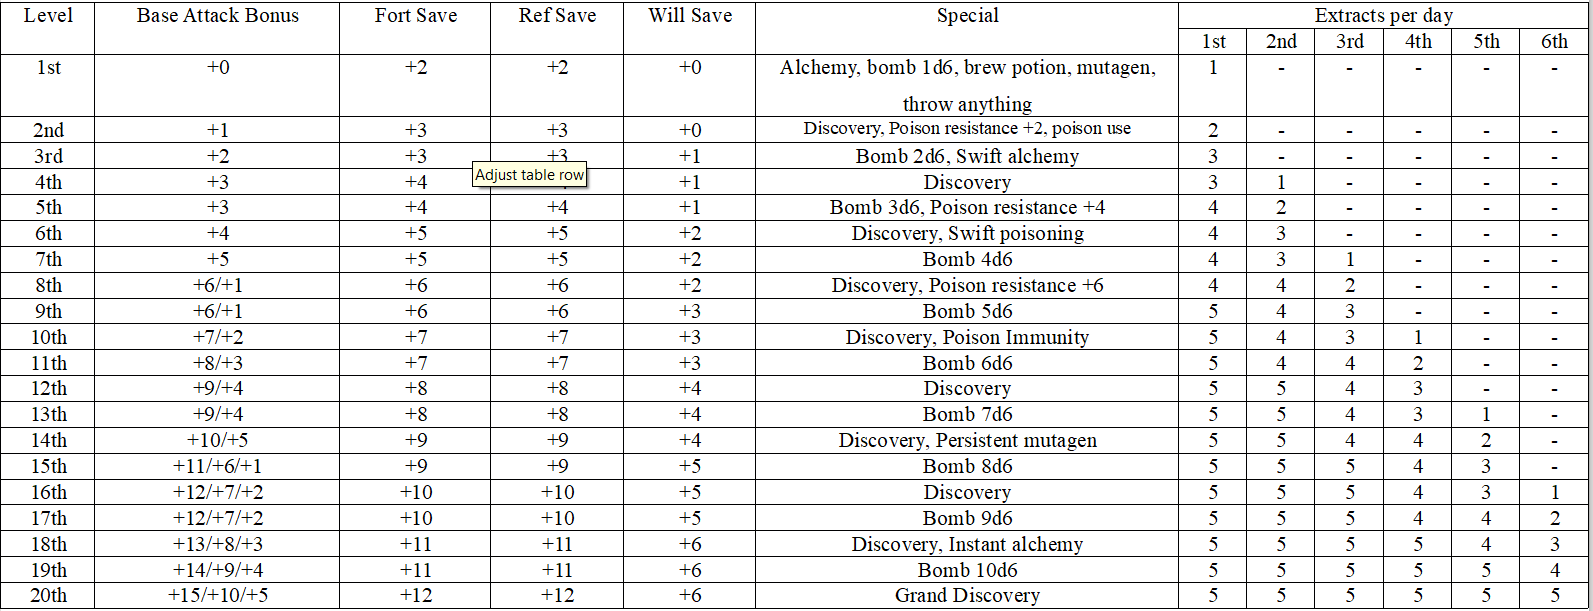 Level Base Attack Bonus Fort Save Ref Save Will Save Special Extracts per day
1st 2nd 3rd 4th 5th 6th
1st +0 +2 +2 +0 Alchemy, bomb 1d6, brew potion, mutagen, 1 - - - - -
throw anything
2nd +1 +3 +3 +0 Discovery, Poison resistance +2, poison use 2 - - - - -
3rd +2 +3 +3 +1 Bomb 2d6, Swift alchemy 3 - - - - -
Adjust table row
4th +3 +4 +1 Discovery 3 1 - - - -
5th +3 +4 +4 +1 Bomb 3d6, Poison resistance +4 4 2 - - - -
6th +4 +5 +5 +2 Discovery, Swift poisoning 4 3 - - - -
7th +5 +5 +5 +2 Bomb 4d6 4 3 1 - - -
8th +6/+1 +6 +6 +2 Discovery, Poison resistance +6 4 4 2 - - -
9th +6/+1 +6 +6 +3 Bomb 5d6 5 4 3 - - -
10th +7/+2 +7 +7 +3 Discovery, Poison Immunity 5 4 3 1 - -
11th +8/+3 +7 +7 +3 Bomb 6d6 5 4 4 2 - -
12th +9/+4 +8 +8 +4 Discovery 5 5 4 3 - -
13th +9/+4 +8 +8 +4 Bomb 7d6 5 5 4 3 1 -
14th +10/+5 +9 +9 +4 Discovery, Persistent mutagen 5 5 4 4 2 -
15th +11/+6/+1 +9 +9 +5 Bomb 8d6 5 5 5 4 3 -
16th +12/+7/+2 +10 +10 +5 Discovery 5 5 5 4 3 1
17th +12/+7/+2 +10 +10 +5 Bomb 9d6 5 5 5 4 4 2
18th +13/+8/+3 +11 +11 +6 Discovery, Instant alchemy 5 5 5 5 4 3
19th +14/+9/+4 +11 +11 +6 Bomb 10d6 5 5 5 5 5 4
20th +15/+10/+5 +12 +12 +6 Grand Discovery 5 5 5 5 5 5